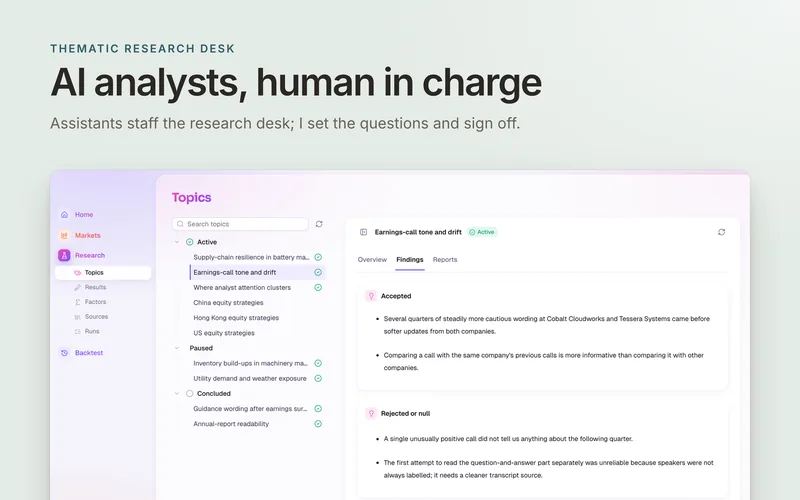 THEMATIC RESEARCH DESK
AI analysts, human in charge
Assistants staff the research desk; I set the questions and sign off.
Home
Markets
Research
Topics
Results
Factors
Sources
Runs
Backtest
Topics
Search topics
Active
Supply-chain resilience in battery ma...
Earnings-call tone and drift
Where analyst attention clusters
China equity strategies
Hong Kong equity strategies
US equity strategies
Paused
Inventory build-ups in machinery ma...
Utility demand and weather exposure
Concluded
Guidance wording after earnings sur...
Annual-report readability
Earnings-call tone and drift
Active
Overview
Findings
Reports
Accepted
Several quarters of steadily more cautious wording at Cobalt Cloudworks and Tessera Systems came before
softer updates from both companies.
Comparing a call with the same company's previous calls is more informative than comparing it with other
companies.
Rejected or null
A single unusually positive call did not tell us anything about the following quarter.
The first attempt to read the question-and-answer part separately was unreliable because speakers were not
always labelled; it needs a cleaner transcript source.